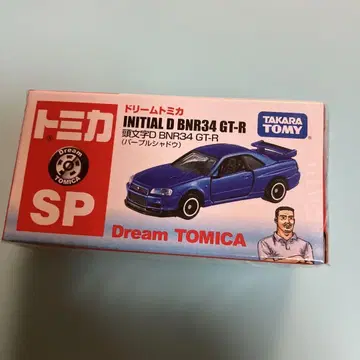 トミカ
Dream
TOMICA
SP
ドリームトミカ
INITIAL D BNR34 GT-R
頭文字D BNR34 GT-R
(パープルシャドウ)
TAKARA
TOMY
Dream TOMICA